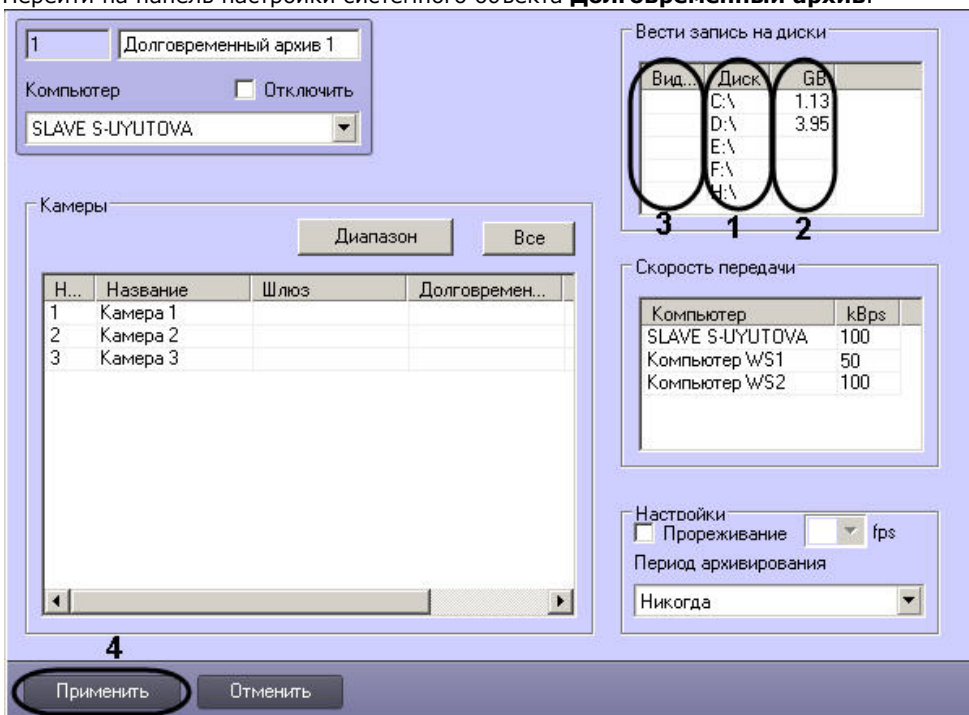 Перейти на панель настройки системного объекта Долговременный архив.
1 Долговременный архив 1
Компьютер Отключить
SLAVE S-UYUTOVA
Вести запись на диски
Вид... Диск GB
C:\ 1.13
D:\ 3.95
E:\
F:\
H:\
3 1 2
Камеры
Диапазон Все
Н... Название Шлюз Долговремен...
1 Камера 1
2 Камера 2
3 Камера 3
Скорость передачи
Компьютер kBps
SLAVE S-UYUTOVA 100
Компьютер WS1 50
Компьютер WS2 100
Настройки
Прореживание fps
Период архивирования
Никогда
4
Применить Отменить